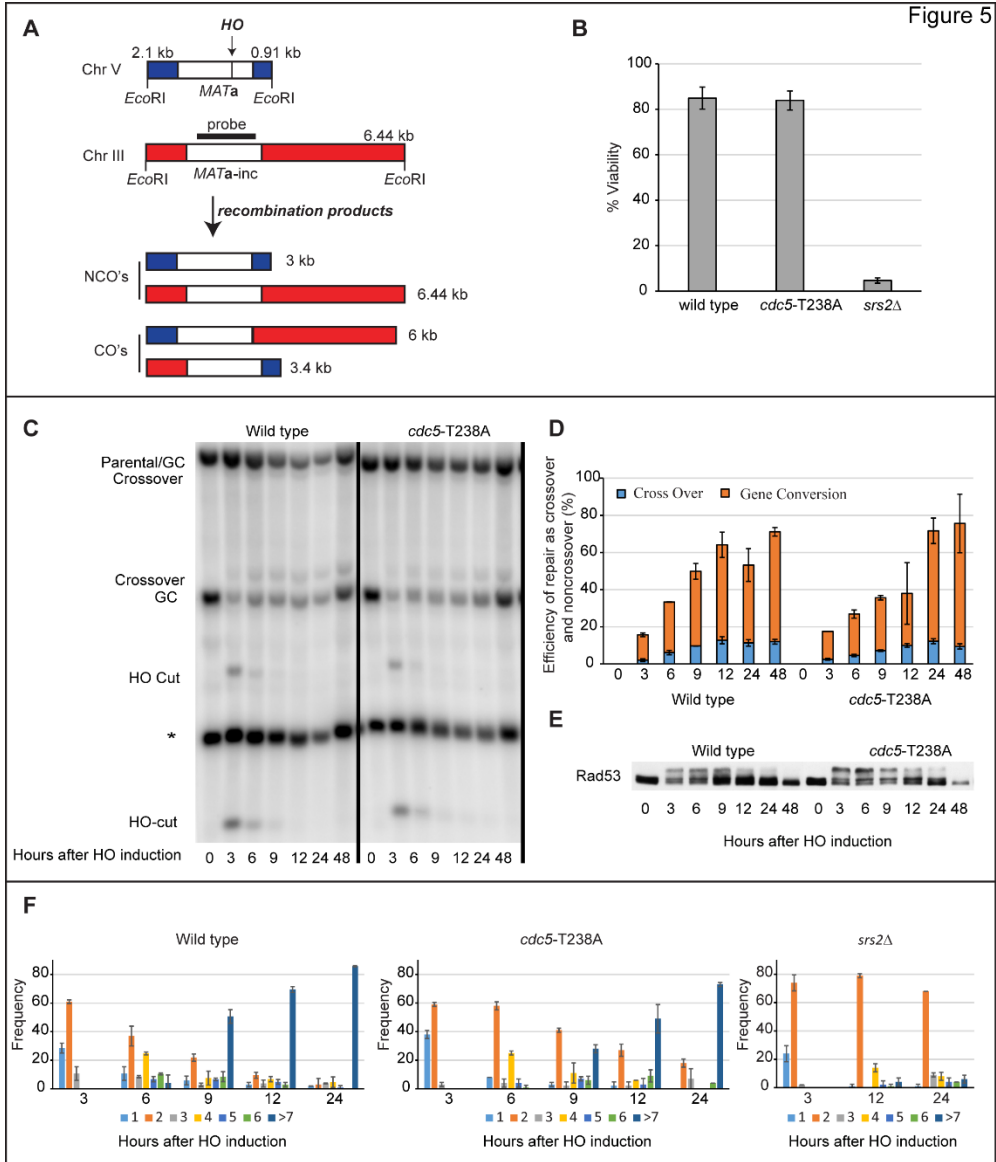 Figure 5
A
HO
2.1 kb 0.91 kb
Chr V
EcoRI MATa EcoRI
probe
6.44 kb
Chr III
EcoRI MATa-inc EcoRI
recombination products
NCO's
3 kb
6.44 kb
CO's
6 kb
3.4 kb
B
% Viability
100
80
60
40
20
0
wild type cdc5-T238A srs2Δ
C
Wild type cdc5-T238A
Parental/GC
Crossover
Crossover
GC
HO Cut
*
HO-cut
Hours after HO induction 0 3 6 9 12 24 48 0 3 6 9 12 24 48
D
Efficiency of repair as crossover
and noncrossover (%)
100
80
60
40
20
0
Cross Over Gene Conversion
0 3 6 9 12 24 48 0 3 6 9 12 24 48
Wild type cdc5-T238A
E
Wild type cdc5-T238A
Rad53
0 3 6 9 12 24 48 0 3 6 9 12 24 48
Hours after HO induction
F
Wild type
Frequency
80
60
40
20
0
3 6 9 12 24
1 2 3 4 5 6 >7
Hours after HO induction
cdc5-T238A
Frequency
80
60
40
20
0
3 6 9 12 24
1 2 3 4 5 6 >7
Hours after HO induction
srs2Δ
Frequency
80
60
40
20
0
3 12 24
1 2 3 4 5 6 >7
Hours after HO induction